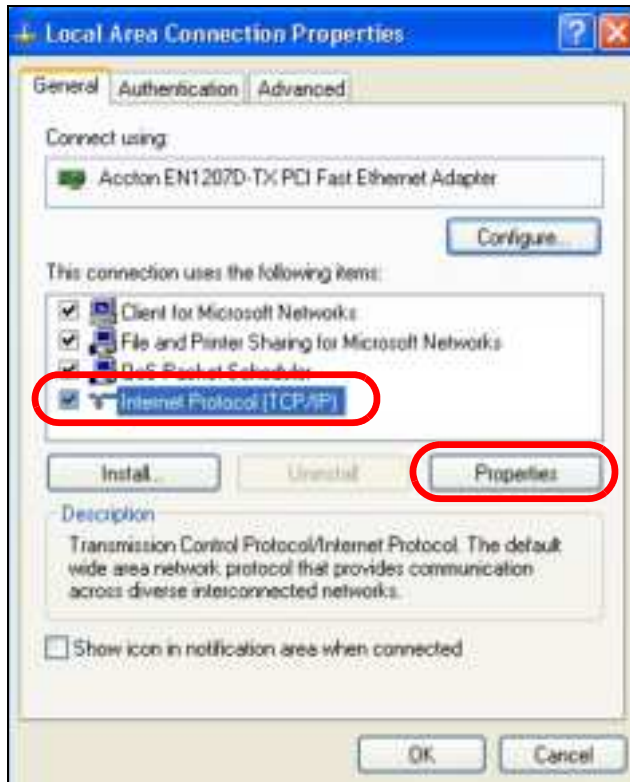 Local Area Connection Properties
General Authentication Advanced
Connect using:
Accton EN1207D-TX PCI Fast Ethernet Adapter
Configure...
This connection uses the following items:
Client for Microsoft Networks
File and Printer Sharing for Microsoft Networks
QoS Packet Scheduler
Internet Protocol (TCP/IP)
Install... Uninstall Properties
Description
Transmission Control Protocol/Internet Protocol. The default
wide area network protocol that provides communication
across diverse interconnected networks.
Show icon in notification area when connected
OK Cancel